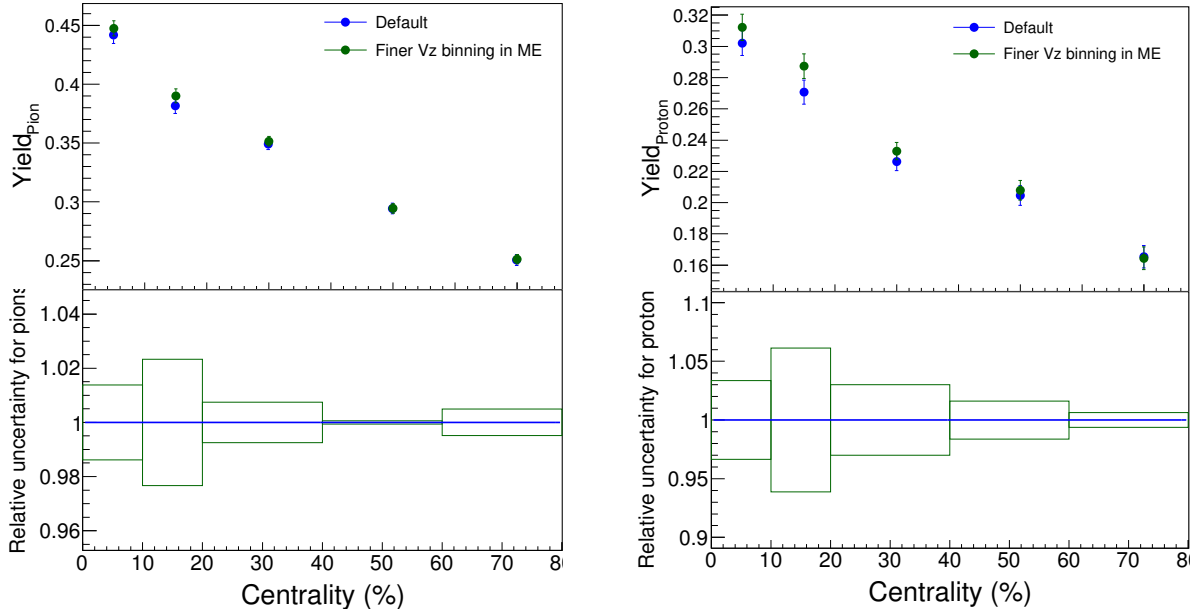 Default
Finer Vz binning in ME
0.45
0.4
0.35
0.3
0.25
Yield_Pion
1.04
1.02
1
0.98
0.96
Relative uncertainty for pions
0 10 20 30 40 50 60 70 80
Centrality (%)
Default
Finer Vz binning in ME
0.32
0.3
0.28
0.26
0.24
0.22
0.2
0.18
0.16
Yield_Proton
1.1
1.05
1
0.95
0.9
Relative uncertainty for proton
0 10 20 30 40 50 60 70 80
Centrality (%)